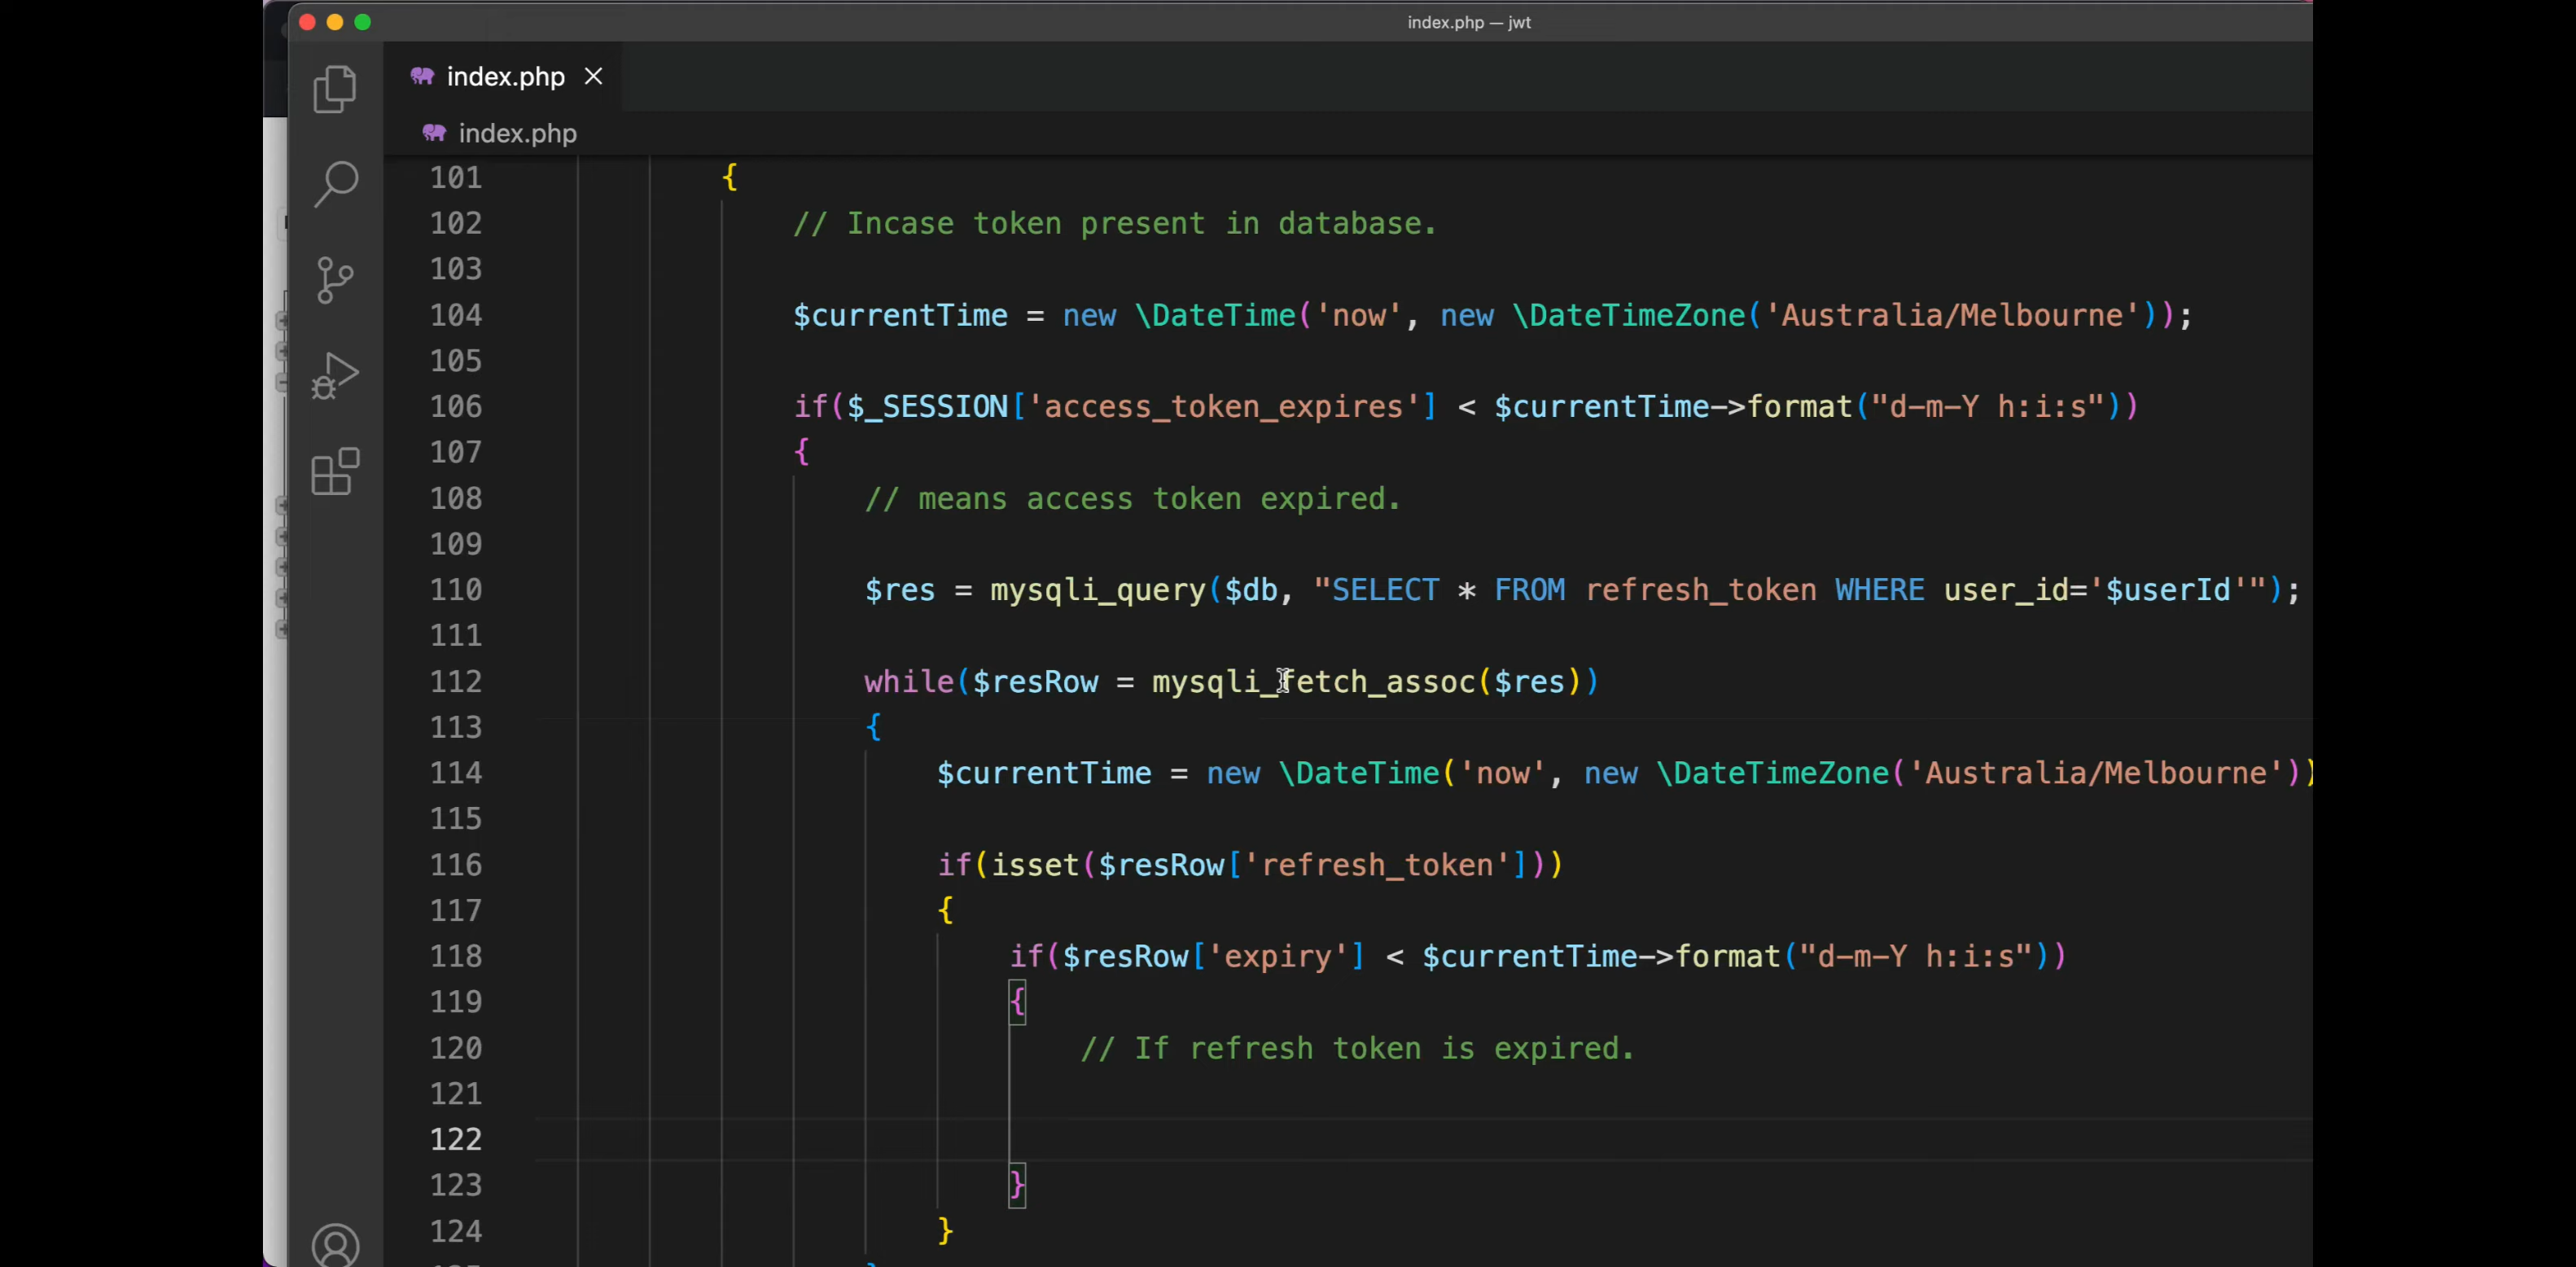 index.php — jwt
index.php
index.php
101 {
102 // Incase token present in database.
103
104 $currentTime = new \DateTime('now', new \DateTimeZone('Australia/Melbourne'));
105
106 if($_SESSION['access_token_expires'] < $currentTime->format("d-m-Y h:i:s"))
107 {
108 // means access token expired.
109
110 $res = mysqli_query($db, "SELECT * FROM refresh_token WHERE user_id='$userId'");
111
112 while($resRow = mysqli_fetch_assoc($res))
113 {
114 $currentTime = new \DateTime('now', new \DateTimeZone('Australia/Melbourne'))
115
116 if(isset($resRow['refresh_token']))
117 {
118 if($resRow['expiry'] < $currentTime->format("d-m-Y h:i:s"))
119 {
120 // If refresh token is expired.
121
122
123 }
124 }